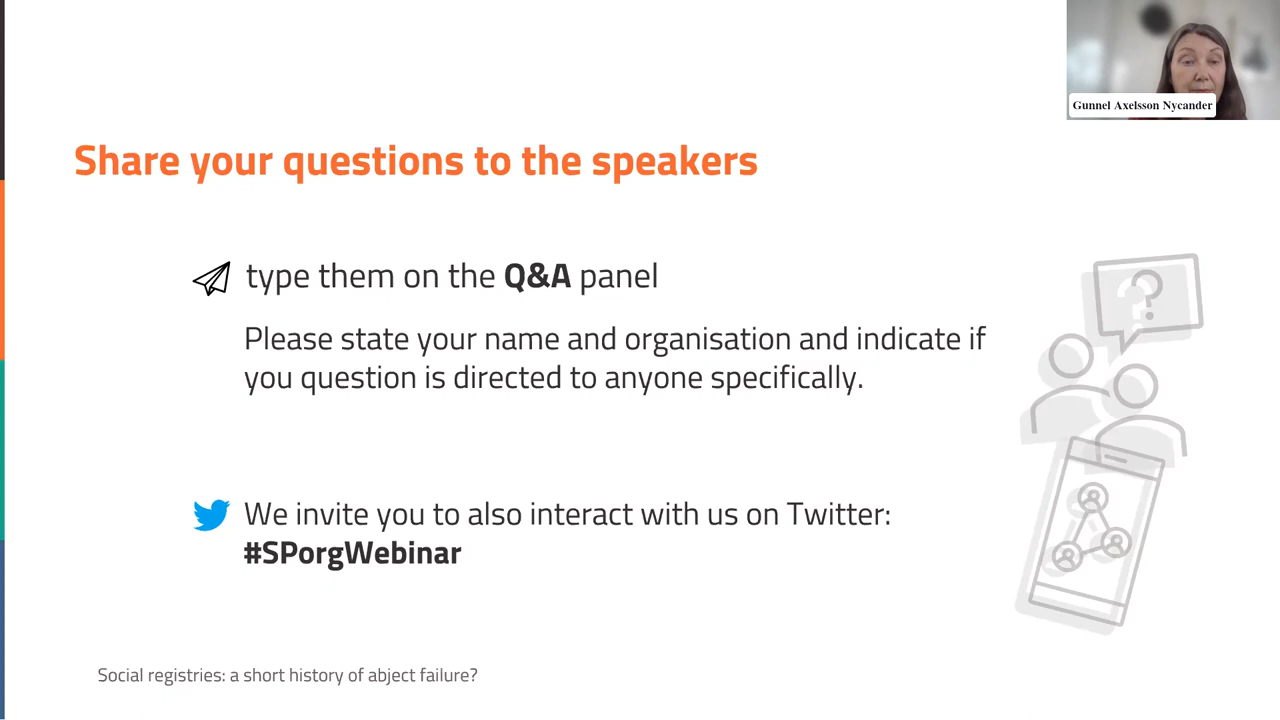 Gunnel Axelsson Nycander
Share your questions to the speakers
type them on the Q&A panel
Please state your name and organisation and indicate if
you question is directed to anyone specifically.
We invite you to also interact with us on Twitter:
#SPorgWebinar
Social registries: a short history of abject failure?